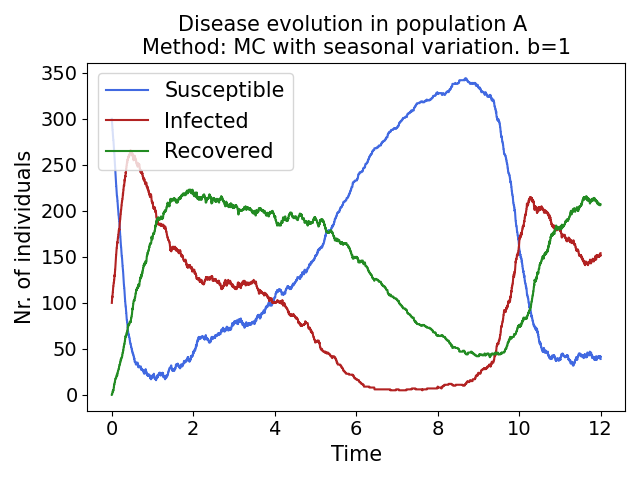 Disease evolution in population A
Method: MC with seasonal variation. b=1
Nr. of individuals
350
300
250
200
150
100
50
0
Susceptible
Infected
Recovered
0 2 4 6 8 10 12
Time